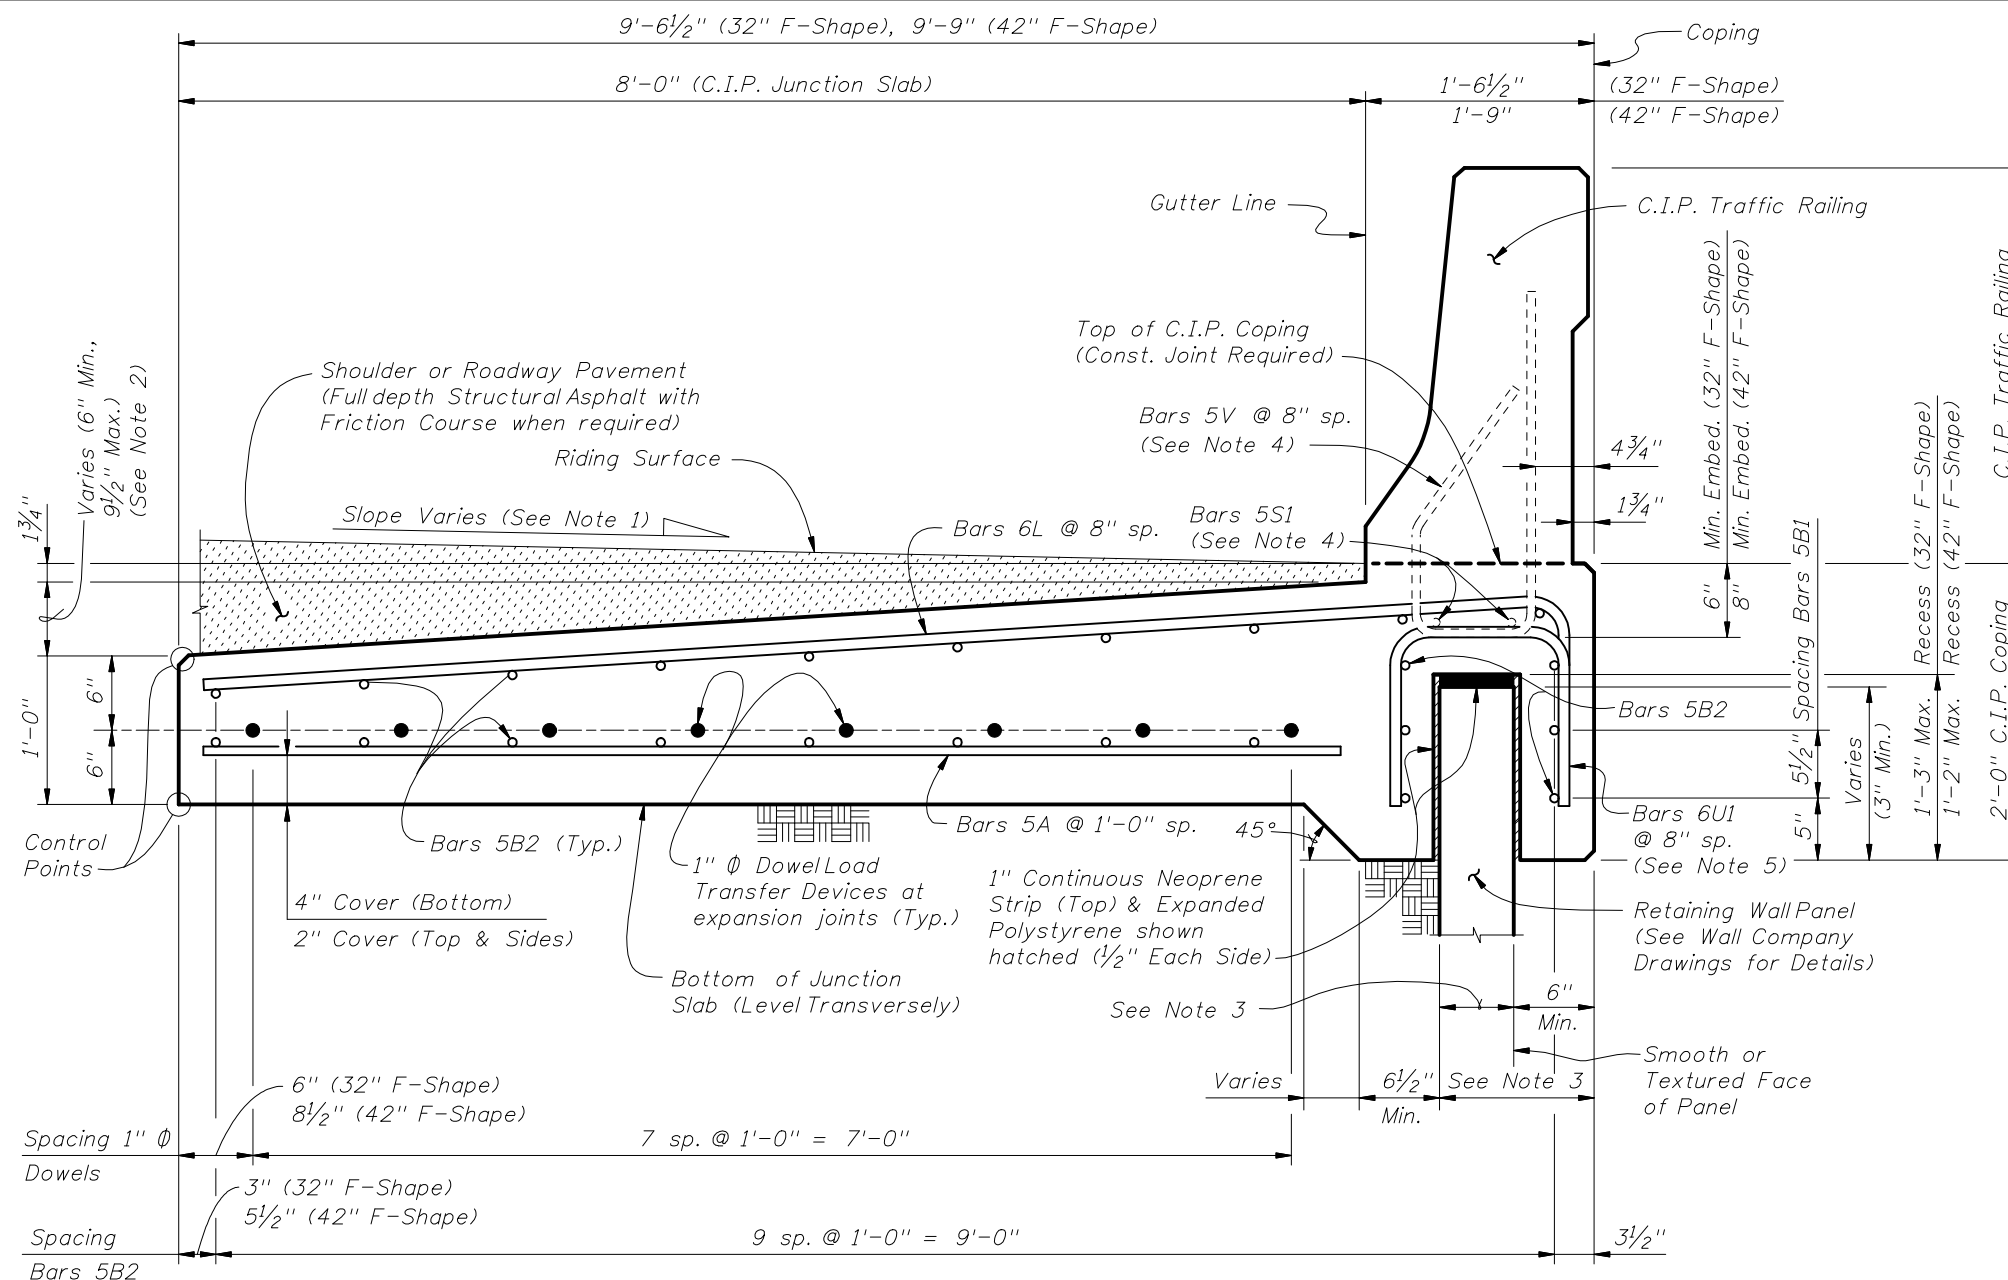 9'-6½" (32" F-Shape), 9'-9" (42" F-Shape)
Coping
8'-0" (C.I.P. Junction Slab)
1'-6½"
(32" F-Shape)
1'-9"
(42" F-Shape)
Gutter Line
C.I.P. Traffic Railing
Top of C.I.P. Coping
(Const. Joint Required)
Bars 5V @ 8" sp.
(See Note 4)
4¾"
1¾"
6" Min. Embed. (32" F-Shape)
8" Min. Embed. (42" F-Shape)
C.I.P. Traffic Railing
1'-3" Max. Recess (32" F-Shape)
1'-2" Max. Recess (42" F-Shape)
2'-0" C.I.P. Coping
5½" Spacing Bars 5B1
5"
Varies
(3" Min.)
Varies (6" Min.,
9½" Max.)
(See Note 2)
1¾"
Shoulder or Roadway Pavement
(Full depth Structural Asphalt with
Friction Course when required)
Riding Surface
Slope Varies (See Note 1)
Bars 6L @ 8" sp.
Bars 5S1
(See Note 4)
1'-0"
6"
6"
Bars 5B2
Control
Points
Bars 5B2 (Typ.)
4" Cover (Bottom)
2" Cover (Top & Sides)
1" ϕ Dowel Load
Transfer Devices at
expansion joints (Typ.)
Bars 5A @ 1'-0" sp.
45°
Bars 6U1
@ 8" sp.
(See Note 5)
1" Continuous Neoprene
Strip (Top) & Expanded
Polystyrene shown
hatched (½" Each Side)
Retaining Wall Panel
(See Wall Company
Drawings for Details)
Bottom of Junction
Slab (Level Transversely)
See Note 3
6"
Min.
Smooth or
Textured Face
of Panel
Varies
6½"
Min.
See Note 3
6" (32" F-Shape)
8½" (42" F-Shape)
Spacing 1" ϕ
Dowels
7 sp. @ 1'-0" = 7'-0"
3" (32" F-Shape)
5½" (42" F-Shape)
Spacing
Bars 5B2
9 sp. @ 1'-0" = 9'-0"
3½"